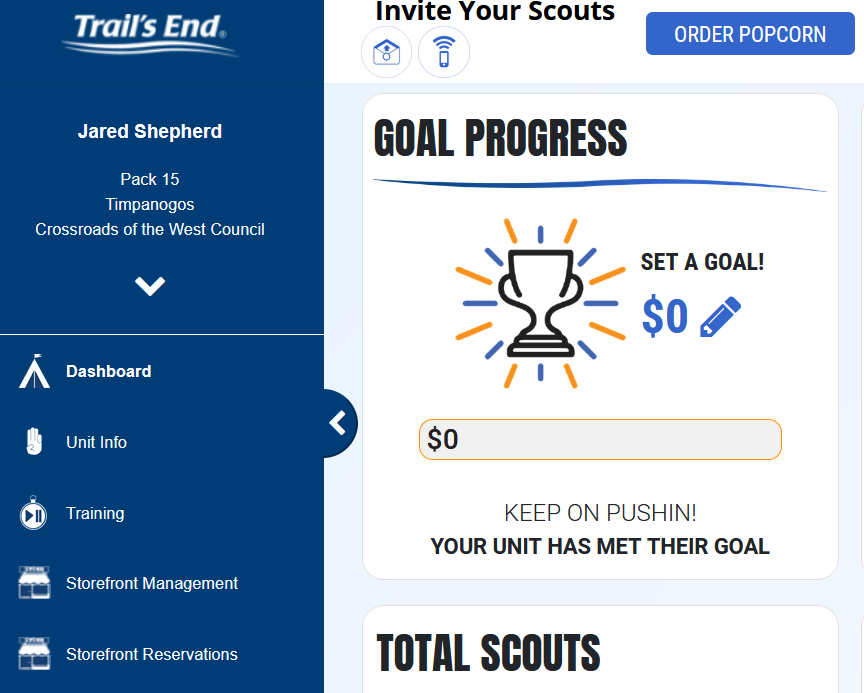 Trail's End®
Jared Shepherd
Pack 15
Timpanogos
Crossroads of the West Council
Dashboard
Unit Info
Training
Storefront Management
Storefront Reservations
Invite Your Scouts
ORDER POPCORN
GOAL PROGRESS
SET A GOAL!
$0
$0
KEEP ON PUSHIN!
YOUR UNIT HAS MET THEIR GOAL
TOTAL SCOUTS